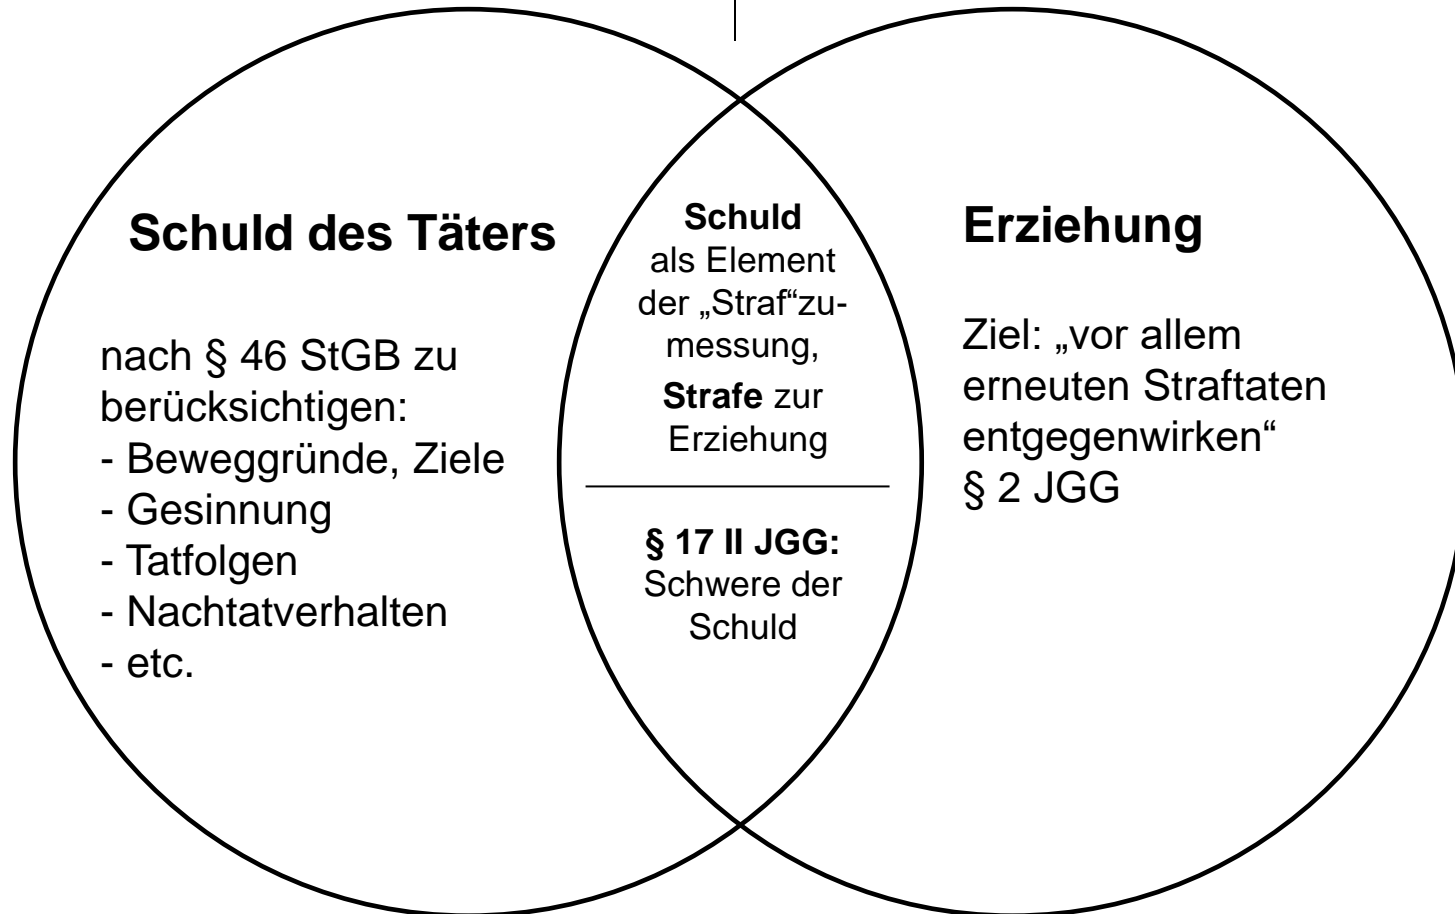 Schuld des Täters
nach § 46 StGB zu
berücksichtigen:
- Beweggründe, Ziele
- Gesinnung
- Tatfolgen
- Nachtatverhalten
- etc.
Schuld
als Element
der „Straf“zu-
messung,
Strafe zur
Erziehung
§ 17 II JGG:
Schwere der
Schuld
Erziehung
Ziel: „vor allem
erneuten Straftaten
entgegenwirken“
§ 2 JGG